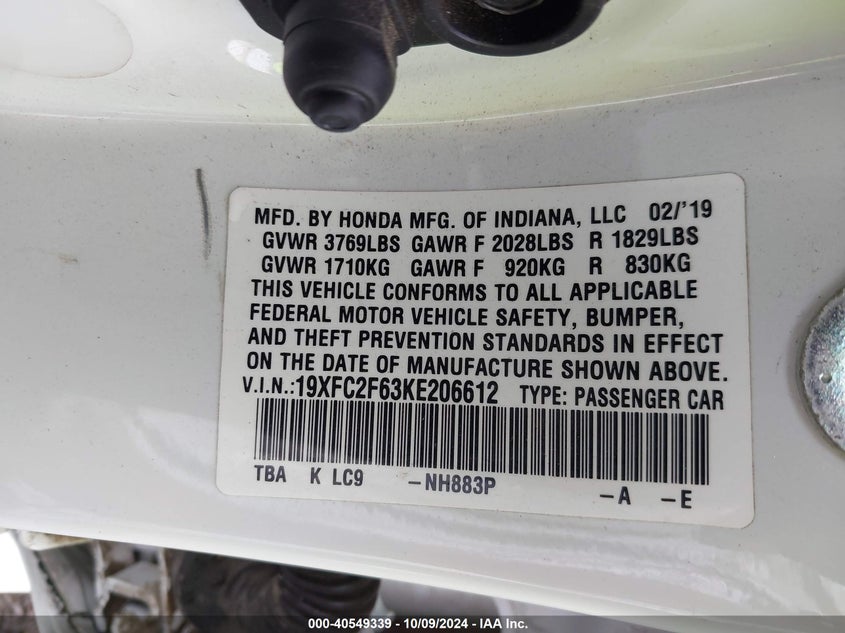 MFD. BY HONDA MFG. OF INDIANA, LLC 02/'19
GVWR 3769LBS GAWR F 2028LBS R 1829LBS
GVWR 1710KG GAWR F 920KG R 830KG
THIS VEHICLE CONFORMS TO ALL APPLICABLE
FEDERAL MOTOR VEHICLE SAFETY, BUMPER,
AND THEFT PREVENTION STANDARDS IN EFFECT
ON THE DATE OF MANUFACTURE SHOWN ABOVE.
V.I.N.:19XFC2F63KE206612 TYPE: PASSENGER CAR
TBA K LC9 -NH883P -A -E
000-40549339 - 10/09/2024 - IAA Inc.